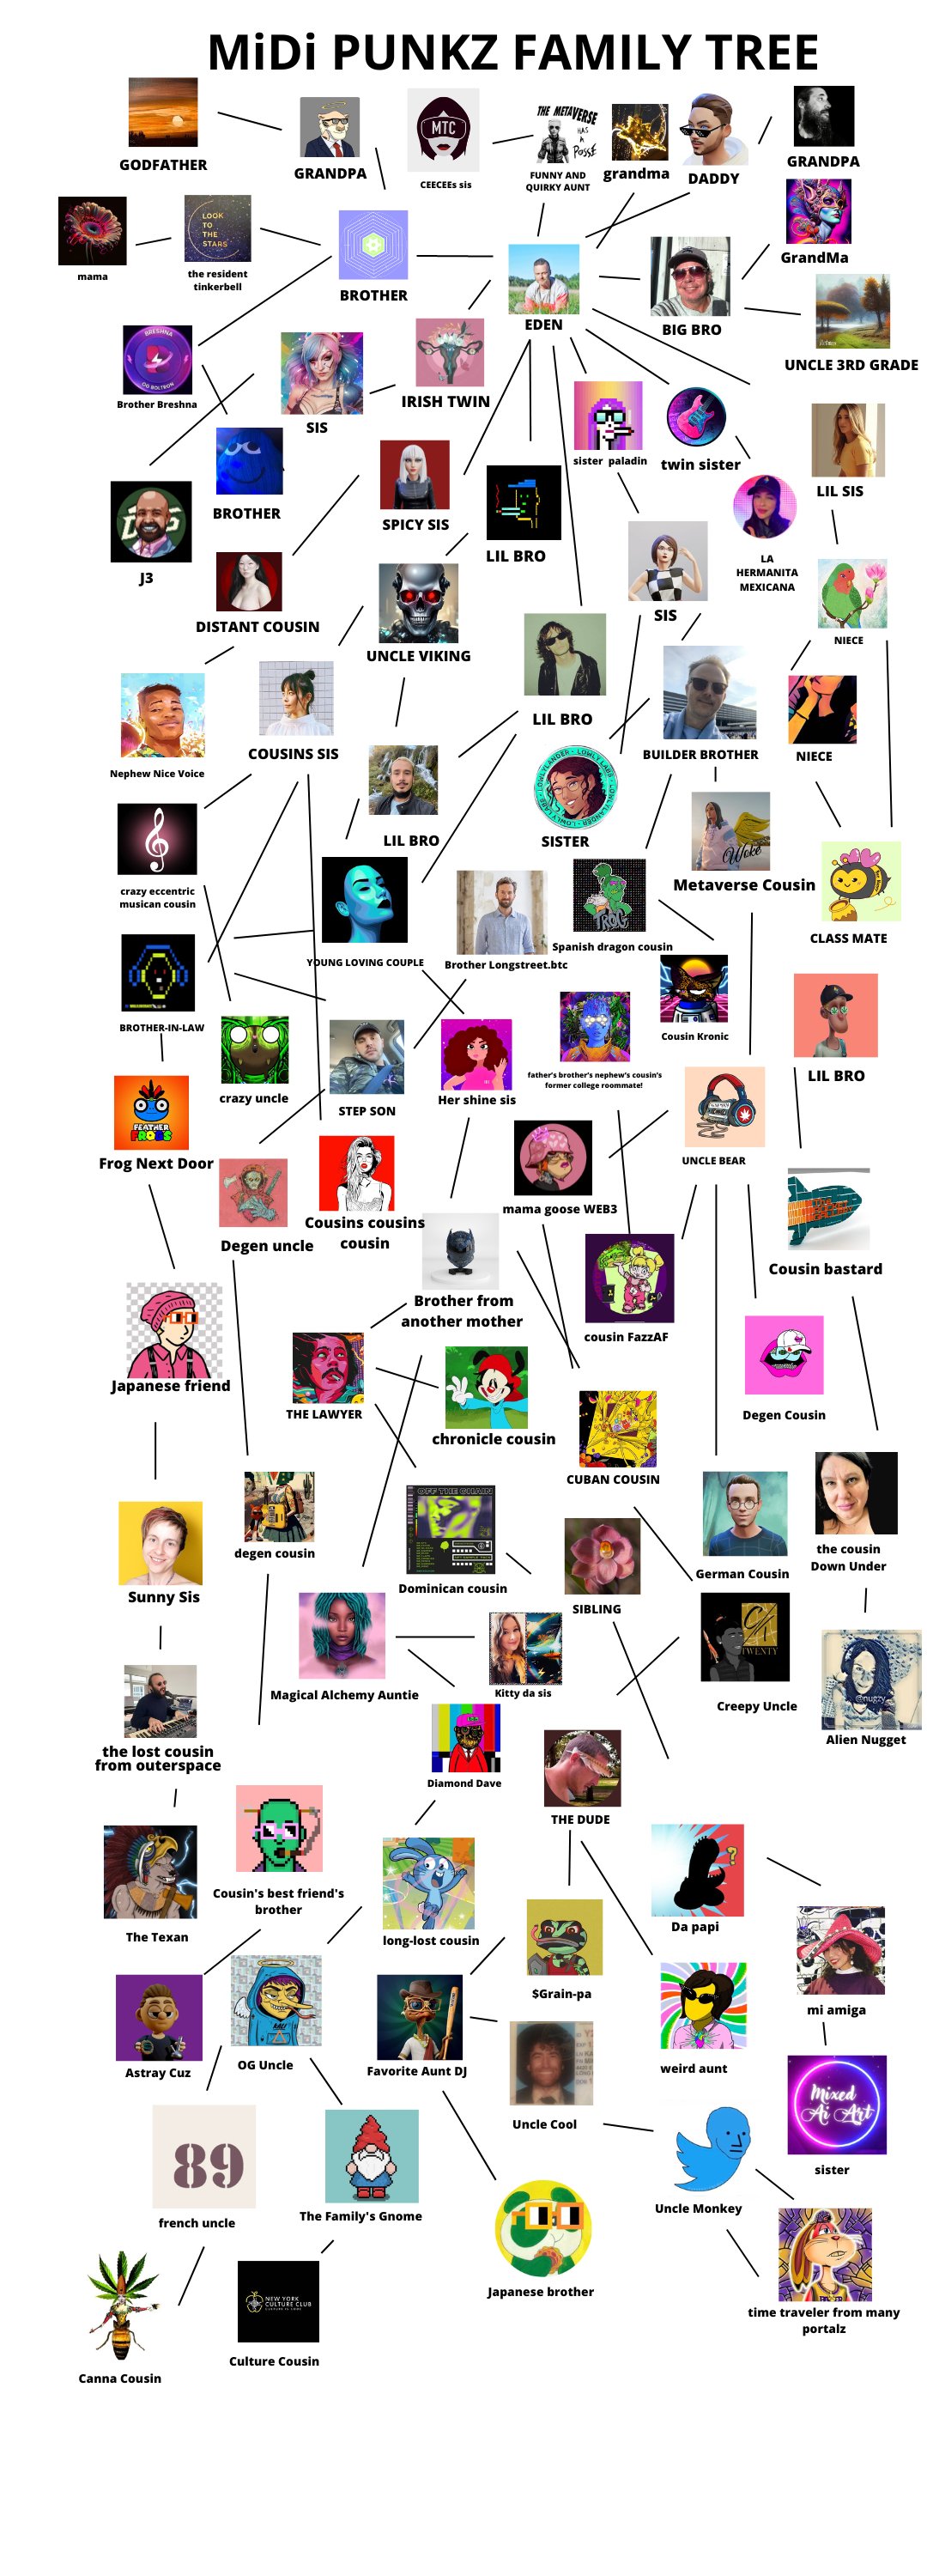 MiDi PUNKZ FAMILY TREE
GODFATHER
GRANDPA
MTC
CEECEEs sis
THE METAVERSE
HAS
A
POSSE
FUNNY AND
QUIRKY AUNT
grandma
DADDY
GRANDPA
mama
LOOK
TO
THE
STARS
the resident
tinkerbell
BROTHER
EDEN
BIG BRO
GrandMa
UNCLE 3RD GRADE
BRESHNA
Brother Breshna
SIS
IRISH TWIN
sister paladin
twin sister
LIL SIS
BROTHER
SPICY SIS
LIL BRO
J3
DISTANT COUSIN
UNCLE VIKING
SIS
LA
HERMANITA
MEXICANA
NIECE
Nephew Nice Voice
COUSINS SIS
LIL BRO
BUILDER BROTHER
NIECE
LIL BRO
LOWLYLANDER
LOWLY LABS
SISTER
Woke
Metaverse Cousin
CLASS MATE
crazy eccentric
musican cousin
YOUNG LOVING COUPLE
Brother Longstreet.btc
Spanish dragon cousin
Cousin Kronic
BROTHER-IN-LAW
crazy uncle
STEP SON
Her shine sis
father's brother's nephew's cousin's
former college roommate!
UNCLE BEAR
LIL BRO
FEATHER
FROGS
Frog Next Door
Degen uncle
Cousins cousins
cousin
mama goose WEB3
Brother from
another mother
cousin FazzAF
Cousin bastard
Japanese friend
THE LAWYER
chronicle cousin
CUBAN COUSIN
Degen Cousin
degen cousin
OFF THE CHAIN
Dominican cousin
SIBLING
German Cousin
the cousin
Down Under
Sunny Sis
Magical Alchemy Auntie
Kitty da sis
C/T
TWENTY
Creepy Uncle
@nugzy
Alien Nugget
the lost cousin
from outerspace
Diamond Dave
THE DUDE
The Texan
Cousin's best friend's
brother
long-lost cousin
$Grain-pa
?
Da papi
mi amiga
Astray Cuz
OG Uncle
Favorite Aunt DJ
Uncle Cool
weird aunt
Mixed
Ai Art
sister
89
french uncle
The Family's Gnome
Japanese brother
Uncle Monkey
time traveler from many
portalz
Canna Cousin
NEW YORK
CULTURE CLUB
Culture Cousin